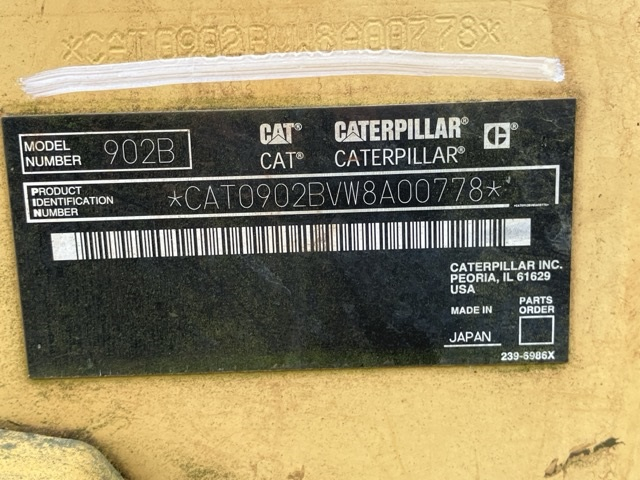 *CAT0902BVW8A00778*
MODEL NUMBER 902B
CAT® CATERPILLAR® C®
CAT® CATERPILLAR®
PRODUCT IDENTIFICATION NUMBER *CAT0902BVW8A00778*
CATERPILLAR INC.
PEORIA, IL 61629
USA
MADE IN
PARTS ORDER
JAPAN
239-5986X